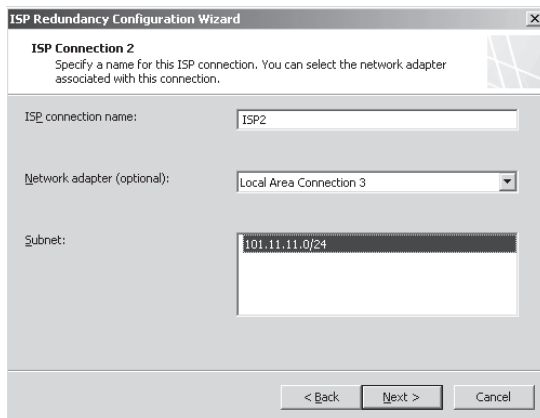 ISP Redundancy Configuration Wizard
ISP Connection 2
Specify a name for this ISP connection. You can select the network adapter
associated with this connection.
ISP connection name:
ISP2
Network adapter (optional):
Local Area Connection 3
Subnet:
101.11.11.0/24
< Back
Next >
Cancel